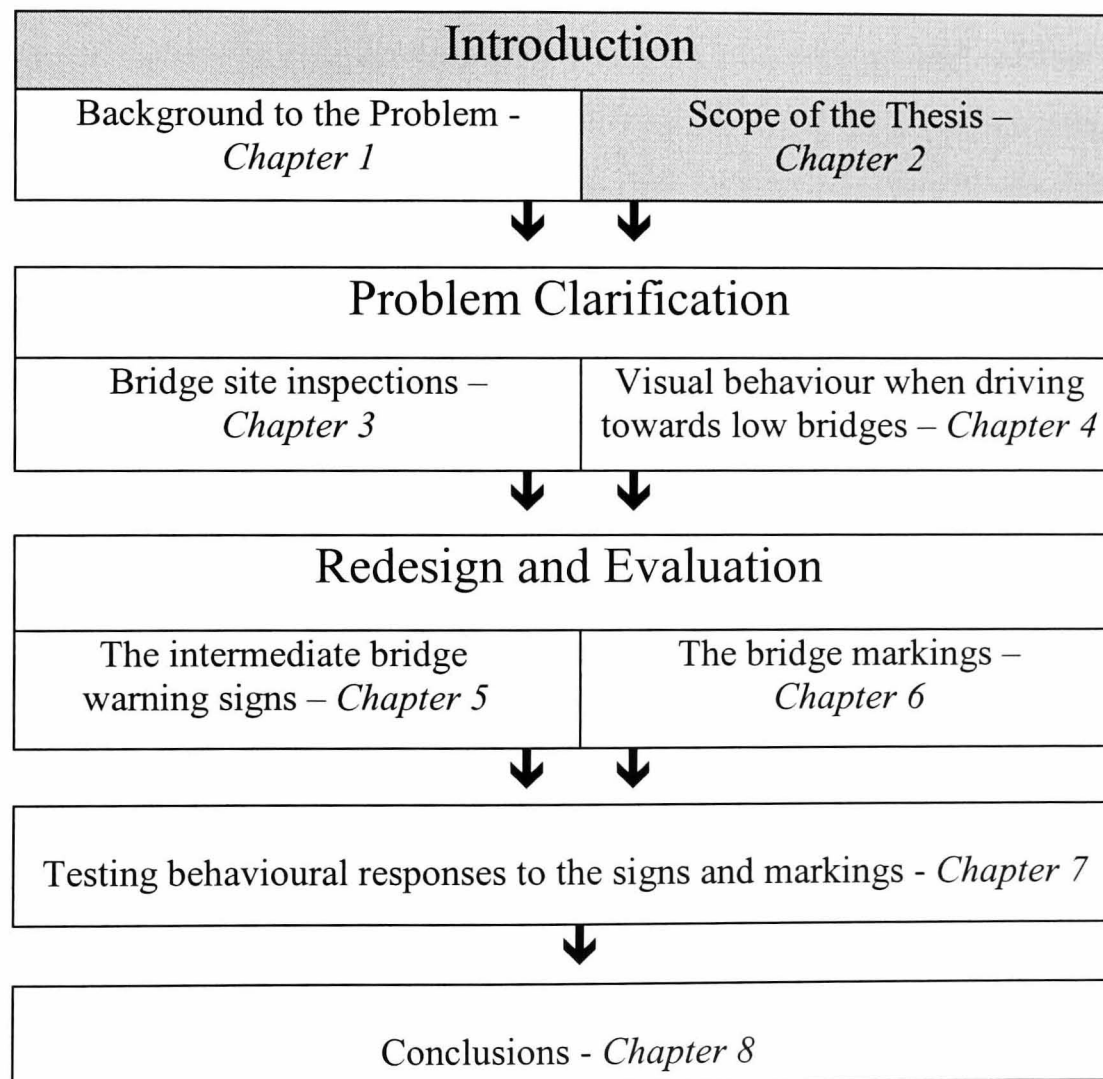 Introduction
Background to the Problem -
Chapter 1
Scope of the Thesis –
Chapter 2
Problem Clarification
Bridge site inspections –
Chapter 3
Visual behaviour when driving
towards low bridges – Chapter 4
Redesign and Evaluation
The intermediate bridge
warning signs – Chapter 5
The bridge markings –
Chapter 6
Testing behavioural responses to the signs and markings - Chapter 7
Conclusions - Chapter 8